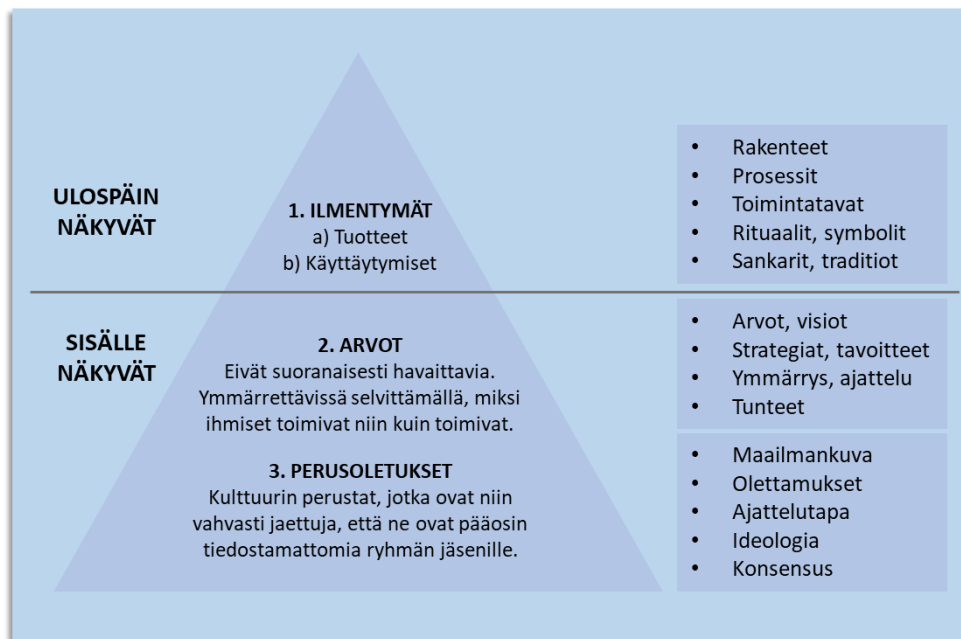 ULOSPÄIN
NÄKYVÄT
1. ILMENTYMÄT
a) Tuotteet
b) Käyttäytymiset
• Rakenteet
• Prosessit
• Toimintatavat
• Rituaalit, symbolit
• Sankarit, traditiot
SISÄLLE
NÄKYVÄT
2. ARVOT
Eivät suoranaisesti havaittavia.
Ymmärrettävissä selvittämällä, miksi
ihmiset toimivat niin kuin toimivat.
• Arvot, visiot
• Strategiat, tavoitteet
• Ymmärrys, ajattelu
• Tunteet
3. PERUSOLETUKSET
Kulttuurin perustat, jotka ovat niin
vahvasti jaettuja, että ne ovat pääosin
tiedostamattomia ryhmän jäsenille.
• Maailmankuva
• Olettamukset
• Ajattelutapa
• Ideologia
• Konsensus